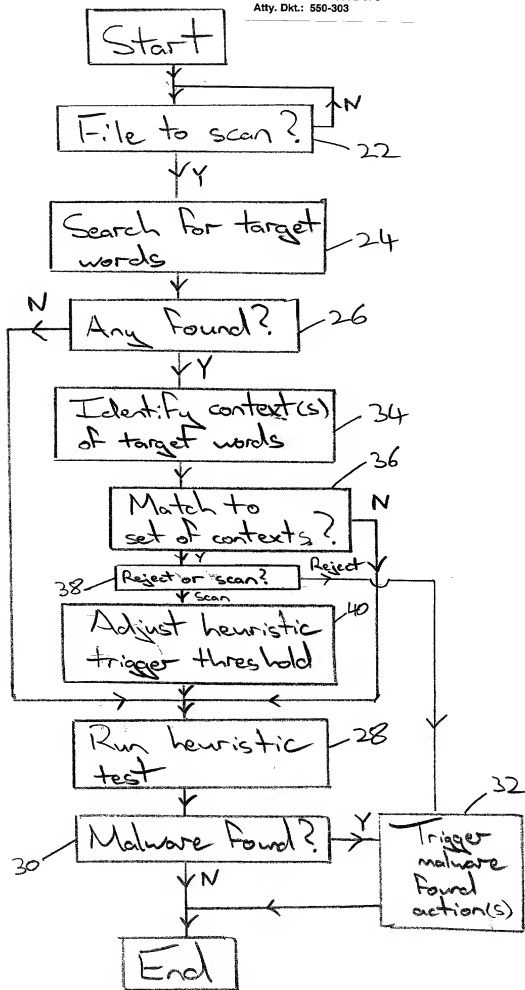 Atty. Dkt.: 550-303
Start
N
File to scan?
22
Y
Search for target
words
24
N
Any found?
26
Y
Identify context(s)
of target words
34
36
Match to
set of contexts?
N
Y
38
Reject or scan?
Reject
scan
40
Adjust heuristic
trigger threshold
Run heuristic
test
28
32
30
Malware found?
Y
Trigger
malware
found
action(s)
N
End